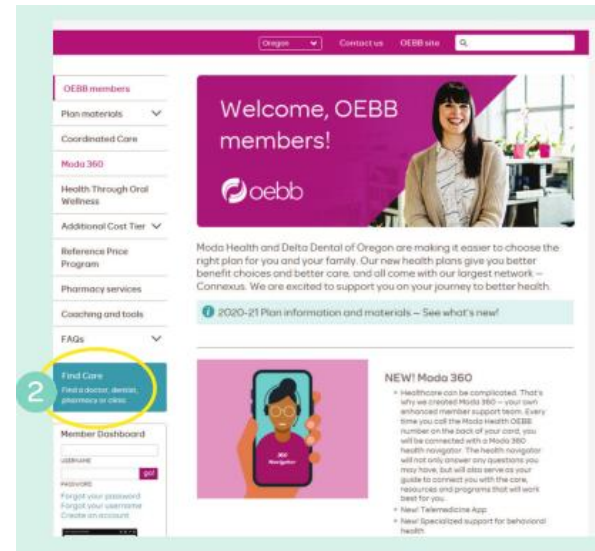 Oregon
Contact us
OEBB site
OEBB members
Plan materials
Coordinated Care
Moda 360
Health Through Oral
Wellness
Additional Cost Tier
Reference Price
Program
Pharmacy services
Coaching and tools
FAQs
2
Find Care
Find a doctor, dentist,
pharmacy or clinic
Member Dashboard
USERNAME
go!
PASSWORD
Forgot your password
Forgot your username
Create an account
Welcome, OEBB
members!
oebb
Moda Health and Delta Dental of Oregon are making it easier to choose the
right plan for you and your family. Our new health plans give you better
benefit choices and better care, and all come with our largest network –
Connexus. We are excited to support you on your journey to better health.
2020-21 Plan information and materials – See what's new!
360
Navigator
NEW! Moda 360
Healthcare can be complicated. That's
why we created Moda 360 – your own
enhanced member support team. Every
time you call the Moda Health OEBB
number on the back of your card, you
will be connected with a Moda 360
health navigator. The health navigator
will not only answer any questions you
may have, but will also serve as your
guide to connect you with the care,
resources and programs that will work
best for you.
New! Telemedicine App
New! Specialized support for behavioral
health